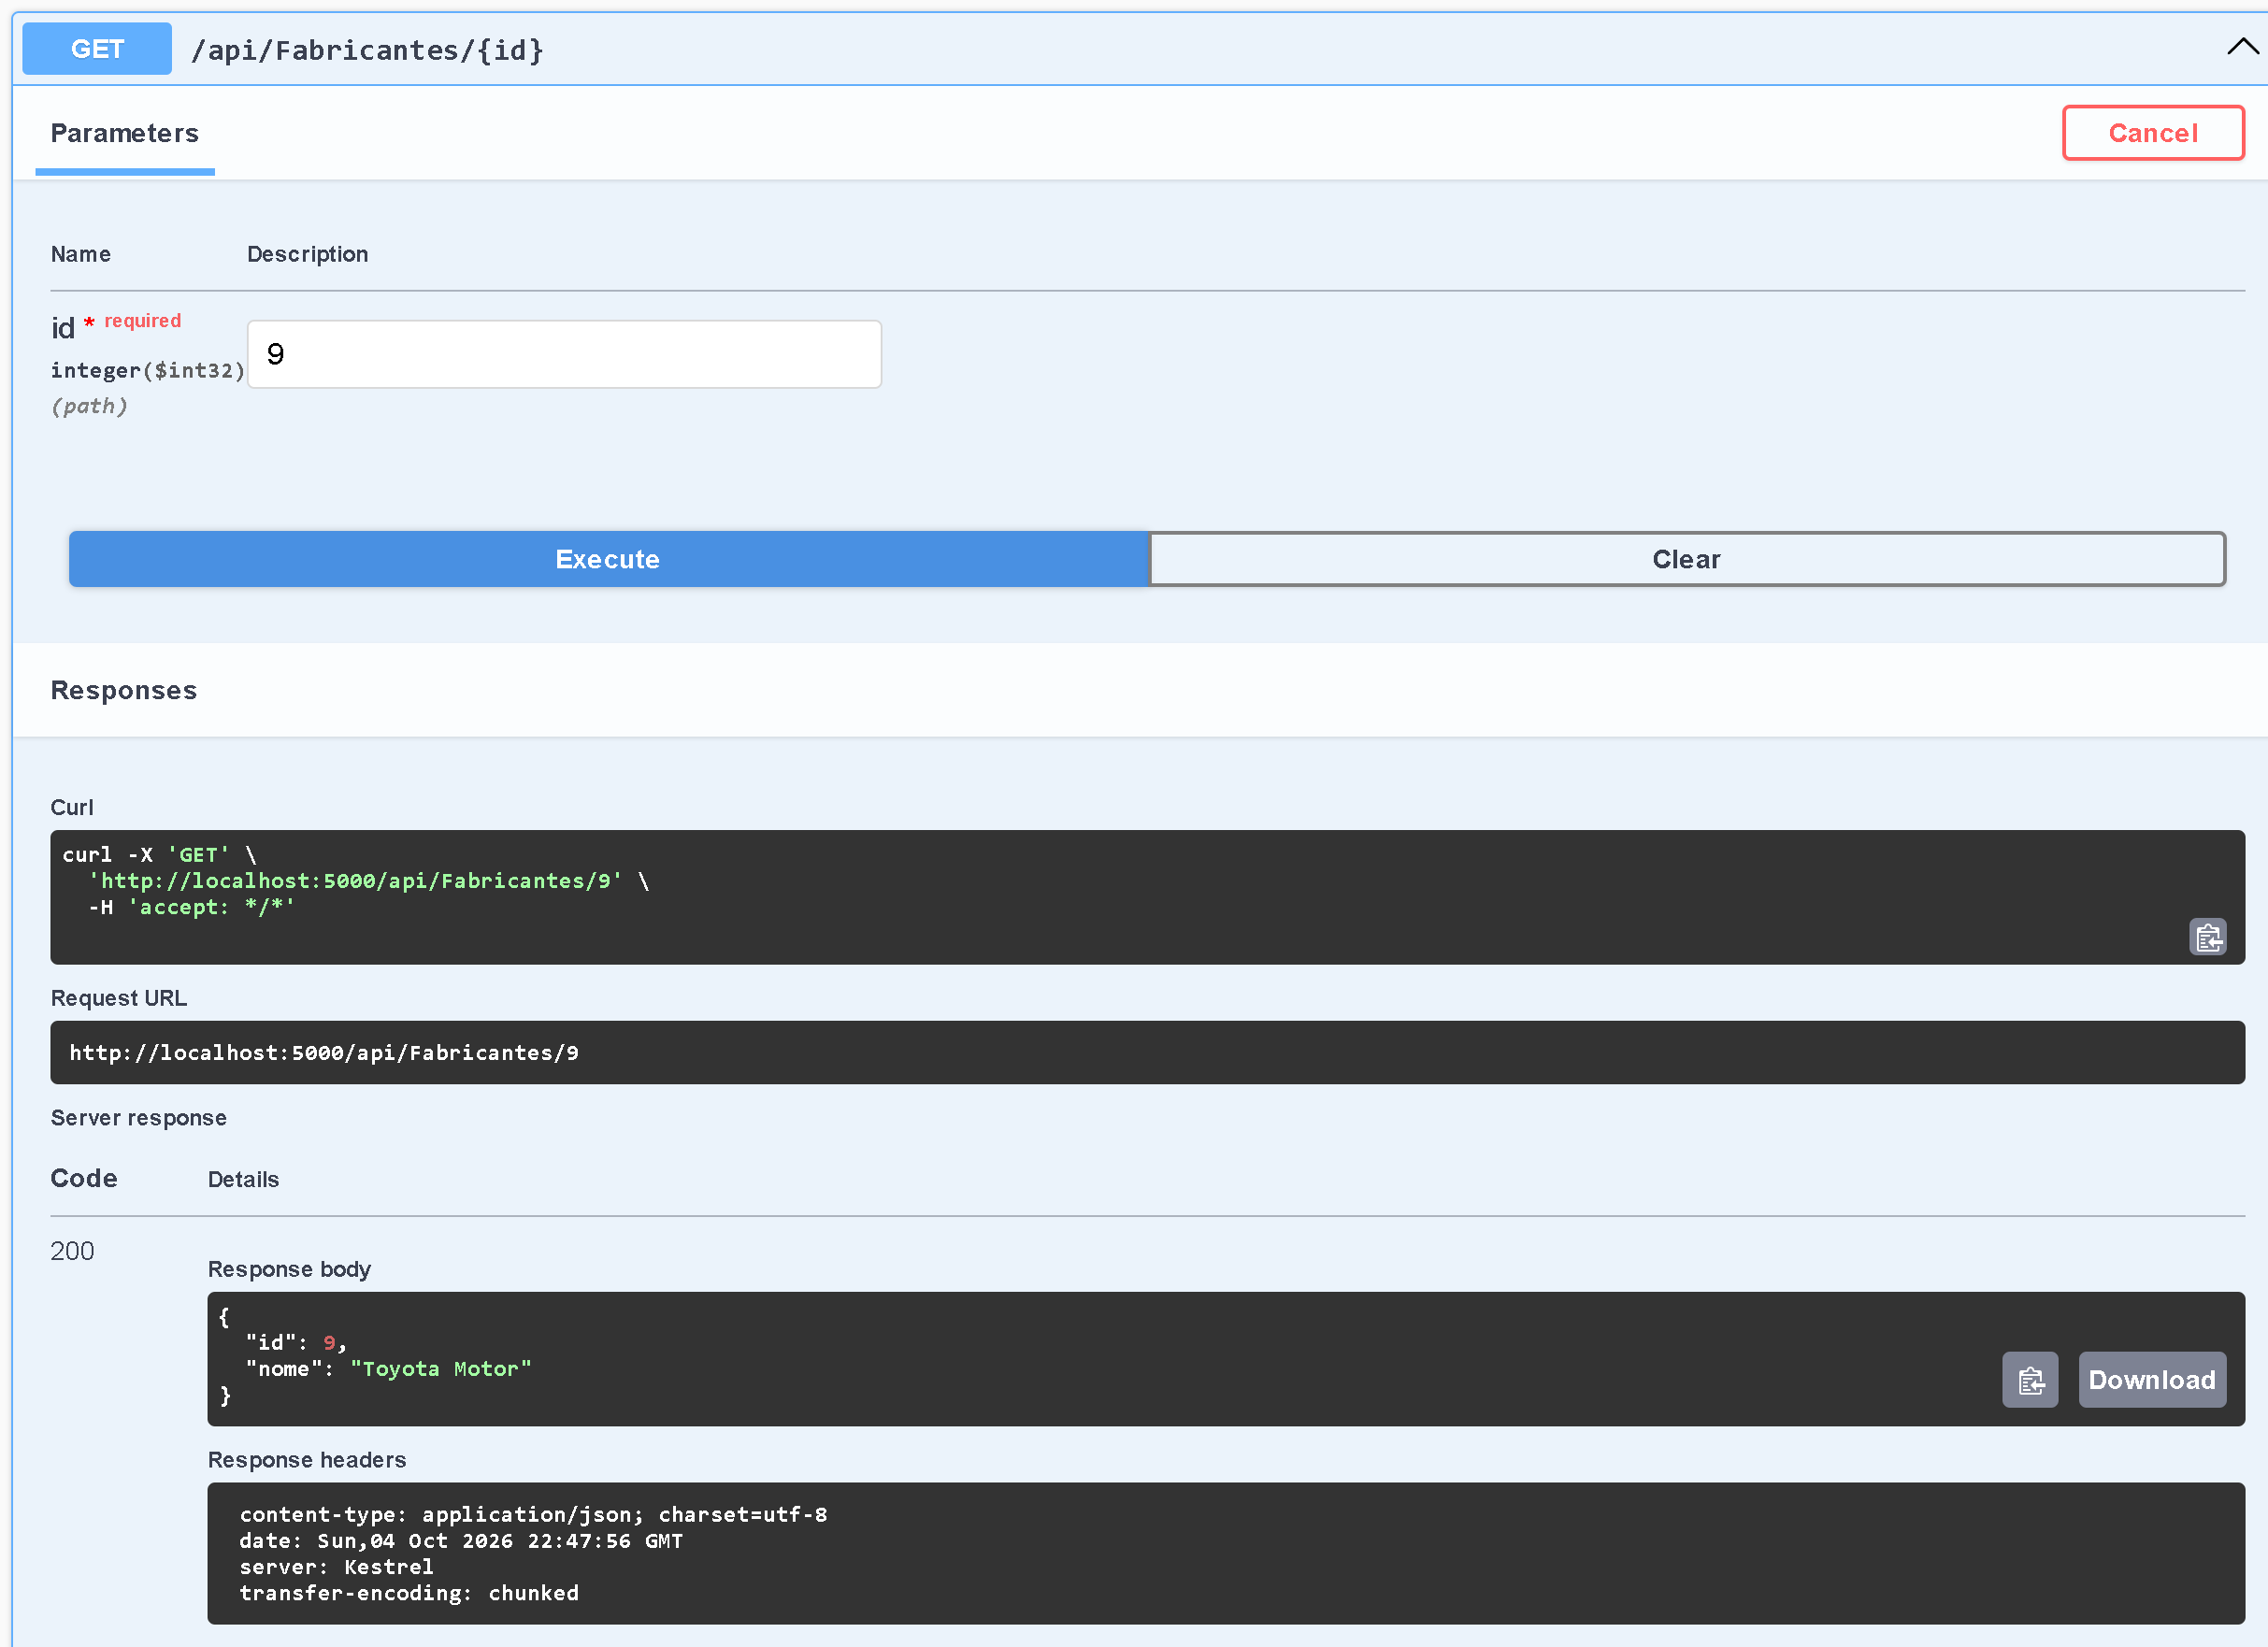 GET /api/Fabricantes/{id}
Parameters
Cancel
Name Description
id * required
integer($int32)
(path)
9
Execute
Clear
Responses
Curl
curl -X 'GET' \
'http://localhost:5000/api/Fabricantes/9' \
-H 'accept: */*'
Request URL
http://localhost:5000/api/Fabricantes/9
Server response
Code Details
200
Response body
{
"id": 9,
"nome": "Toyota Motor"
}
Download
Response headers
content-type: application/json; charset=utf-8
date: Sun,04 Oct 2026 22:47:56 GMT
server: Kestrel
transfer-encoding: chunked